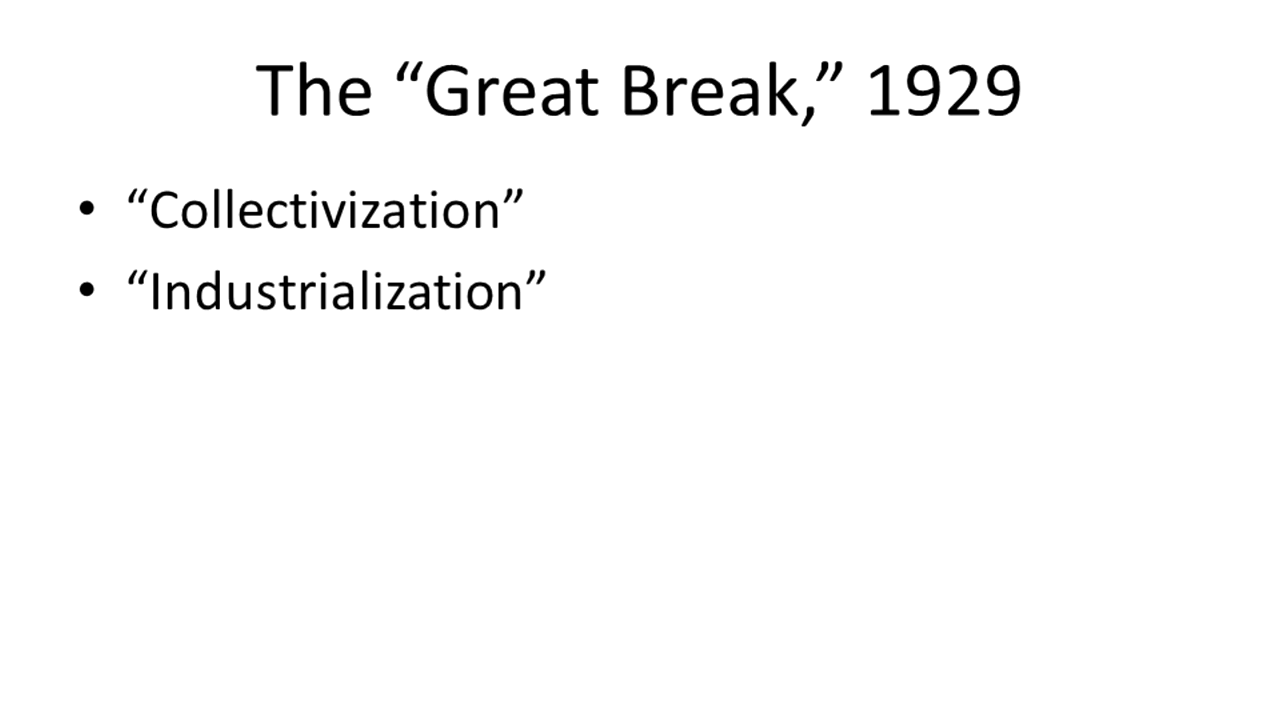 The “Great Break,” 1929
• “Collectivization”
• “Industrialization”